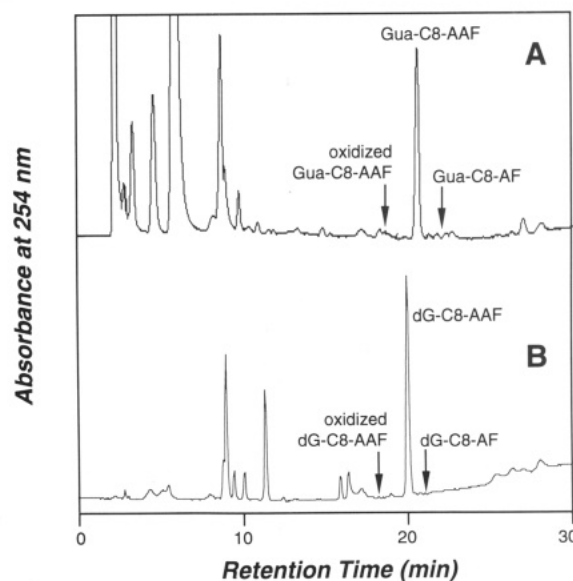 Gua-C8-AAF
A
oxidized
Gua-C8-AAF
Gua-C8-AF
dG-C8-AAF
B
oxidized
dG-C8-AAF
dG-C8-AF
Absorbance at 254 nm
0
10
20
30
Retention Time (min)